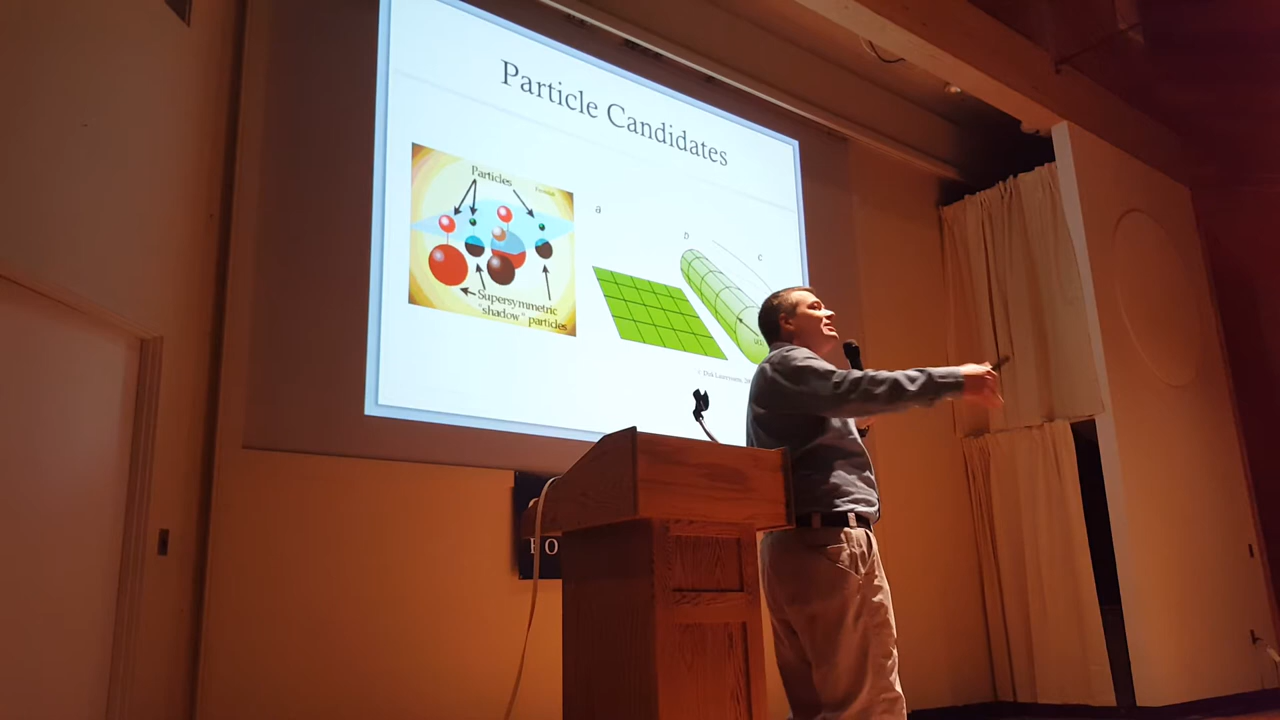 Particle Candidates
Particles
a
D
C
Supersymmetric
"shadow" particles